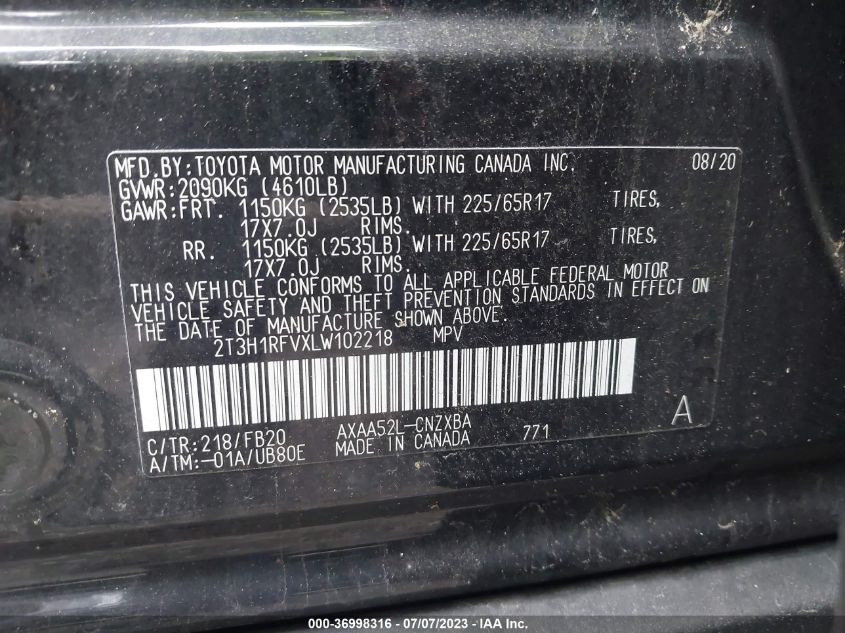 MFD.BY:TOYOTA MOTOR MANUFACTURING CANADA INC. 08/20
GVWR:2090KG (4610LB)
GAWR:FRT. 1150KG (2535LB) WITH 225/65R17 TIRES,
17X7.0J RIMS.
RR. 1150KG (2535LB) WITH 225/65R17 TIRES,
17X7.0J RIMS.
THIS VEHICLE CONFORMS TO ALL APPLICABLE FEDERAL MOTOR
VEHICLE SAFETY AND THEFT PREVENTION STANDARDS IN EFFECT ON
THE DATE OF MANUFACTURE SHOWN ABOVE.
2T3H1RFVXLW102218 MPV
C/TR:218/FB20 AXAA52L-CNZXBA A
A/TM:-01A/UB80E MADE IN CANADA 771
000-36998316 - 07/07/2023 - www.iaai.com